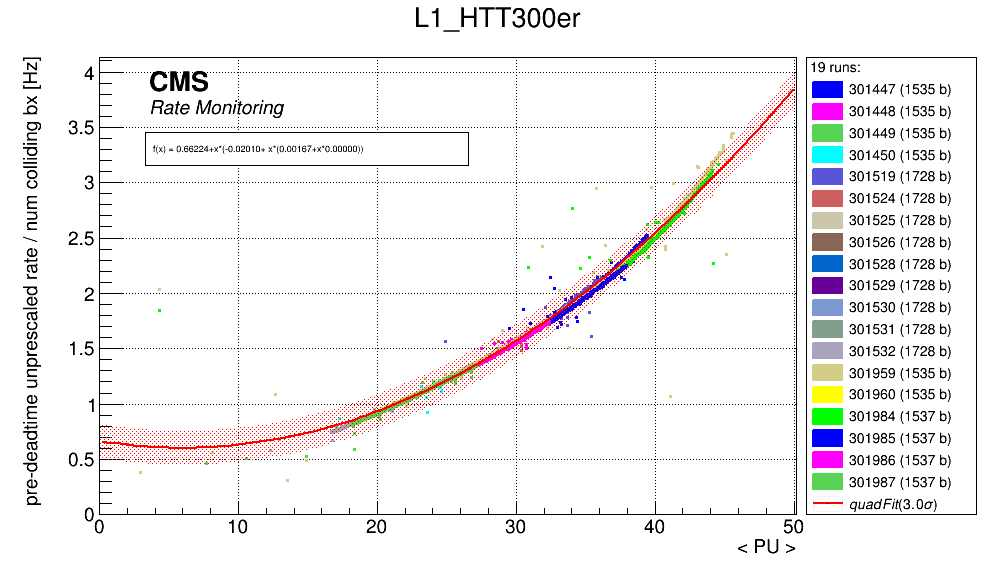 L1_HTT300er
pre-deadtime unprescaled rate / num colliding bx [Hz]
CMS
Rate Monitoring
f(x) = 0.66224+x*(-0.02010+ x*(0.00167+x*0.00000))
4
3.5
3
2.5
2
1.5
1
0.5
0
0 10 20 30 40 50
< PU >
19 runs:
301447 (1535 b)
301448 (1535 b)
301449 (1535 b)
301450 (1535 b)
301519 (1728 b)
301524 (1728 b)
301525 (1728 b)
301526 (1728 b)
301528 (1728 b)
301529 (1728 b)
301530 (1728 b)
301531 (1728 b)
301532 (1728 b)
301959 (1535 b)
301960 (1535 b)
301984 (1537 b)
301985 (1537 b)
301986 (1537 b)
301987 (1537 b)
quadFit(3.0σ)